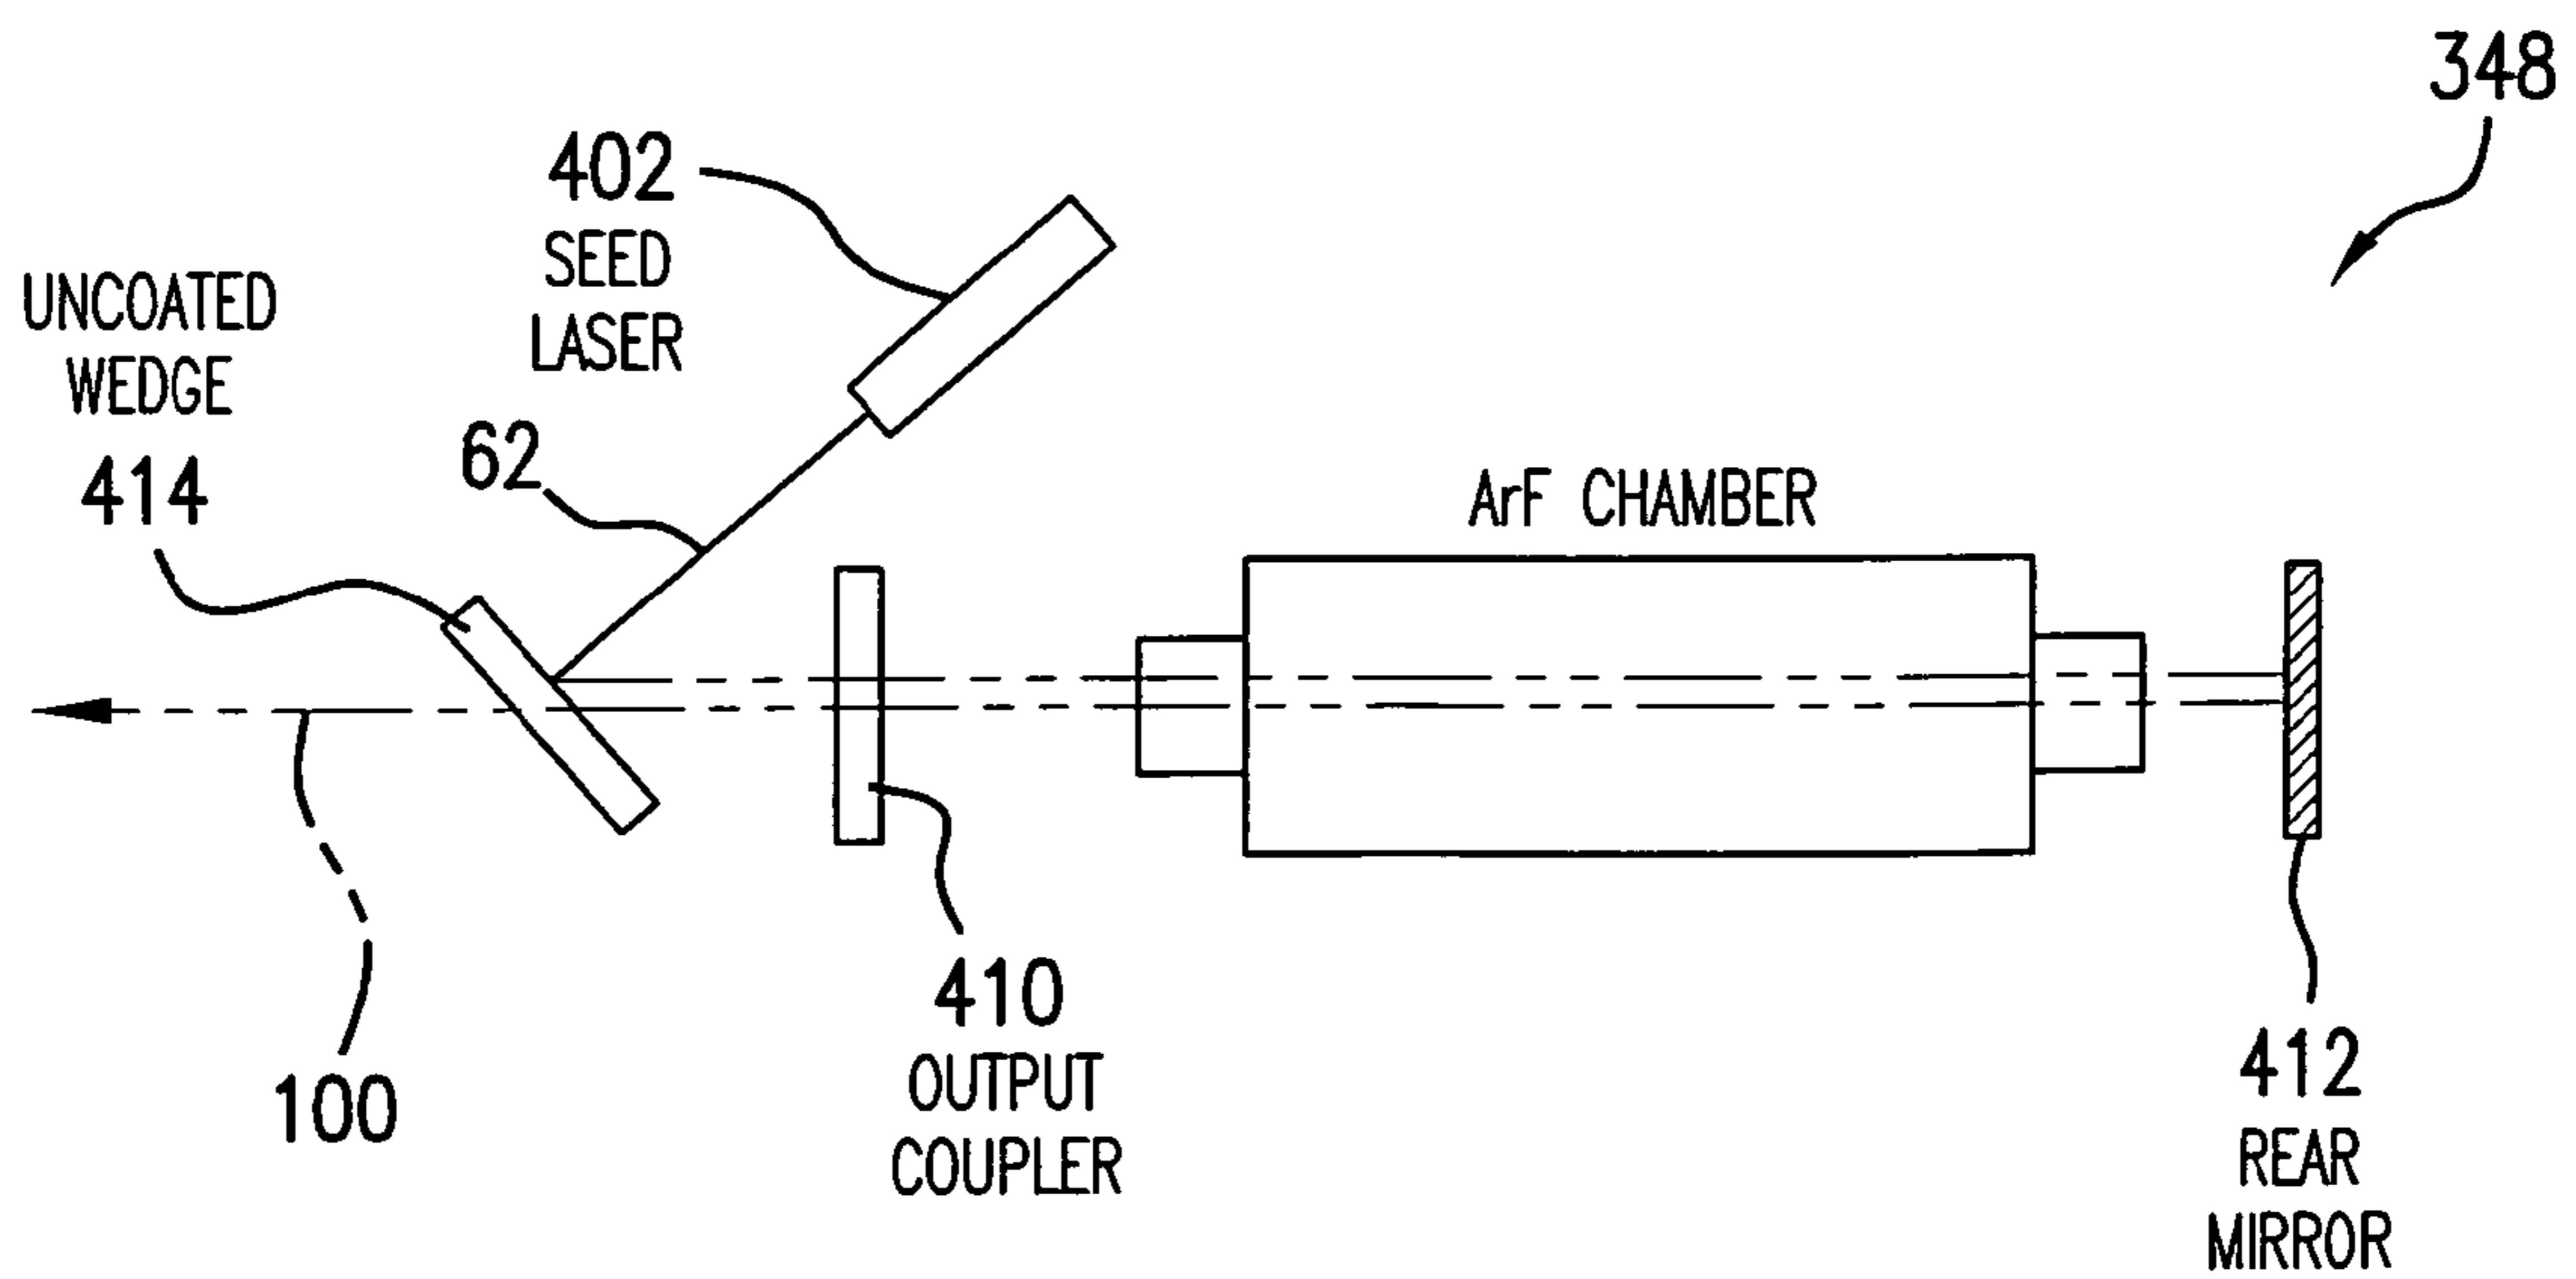 348
402
SEED
LASER
UNCOATED
WEDGE
414
62
ArF CHAMBER
410
OUTPUT
COUPLER
100
412
REAR
MIRROR